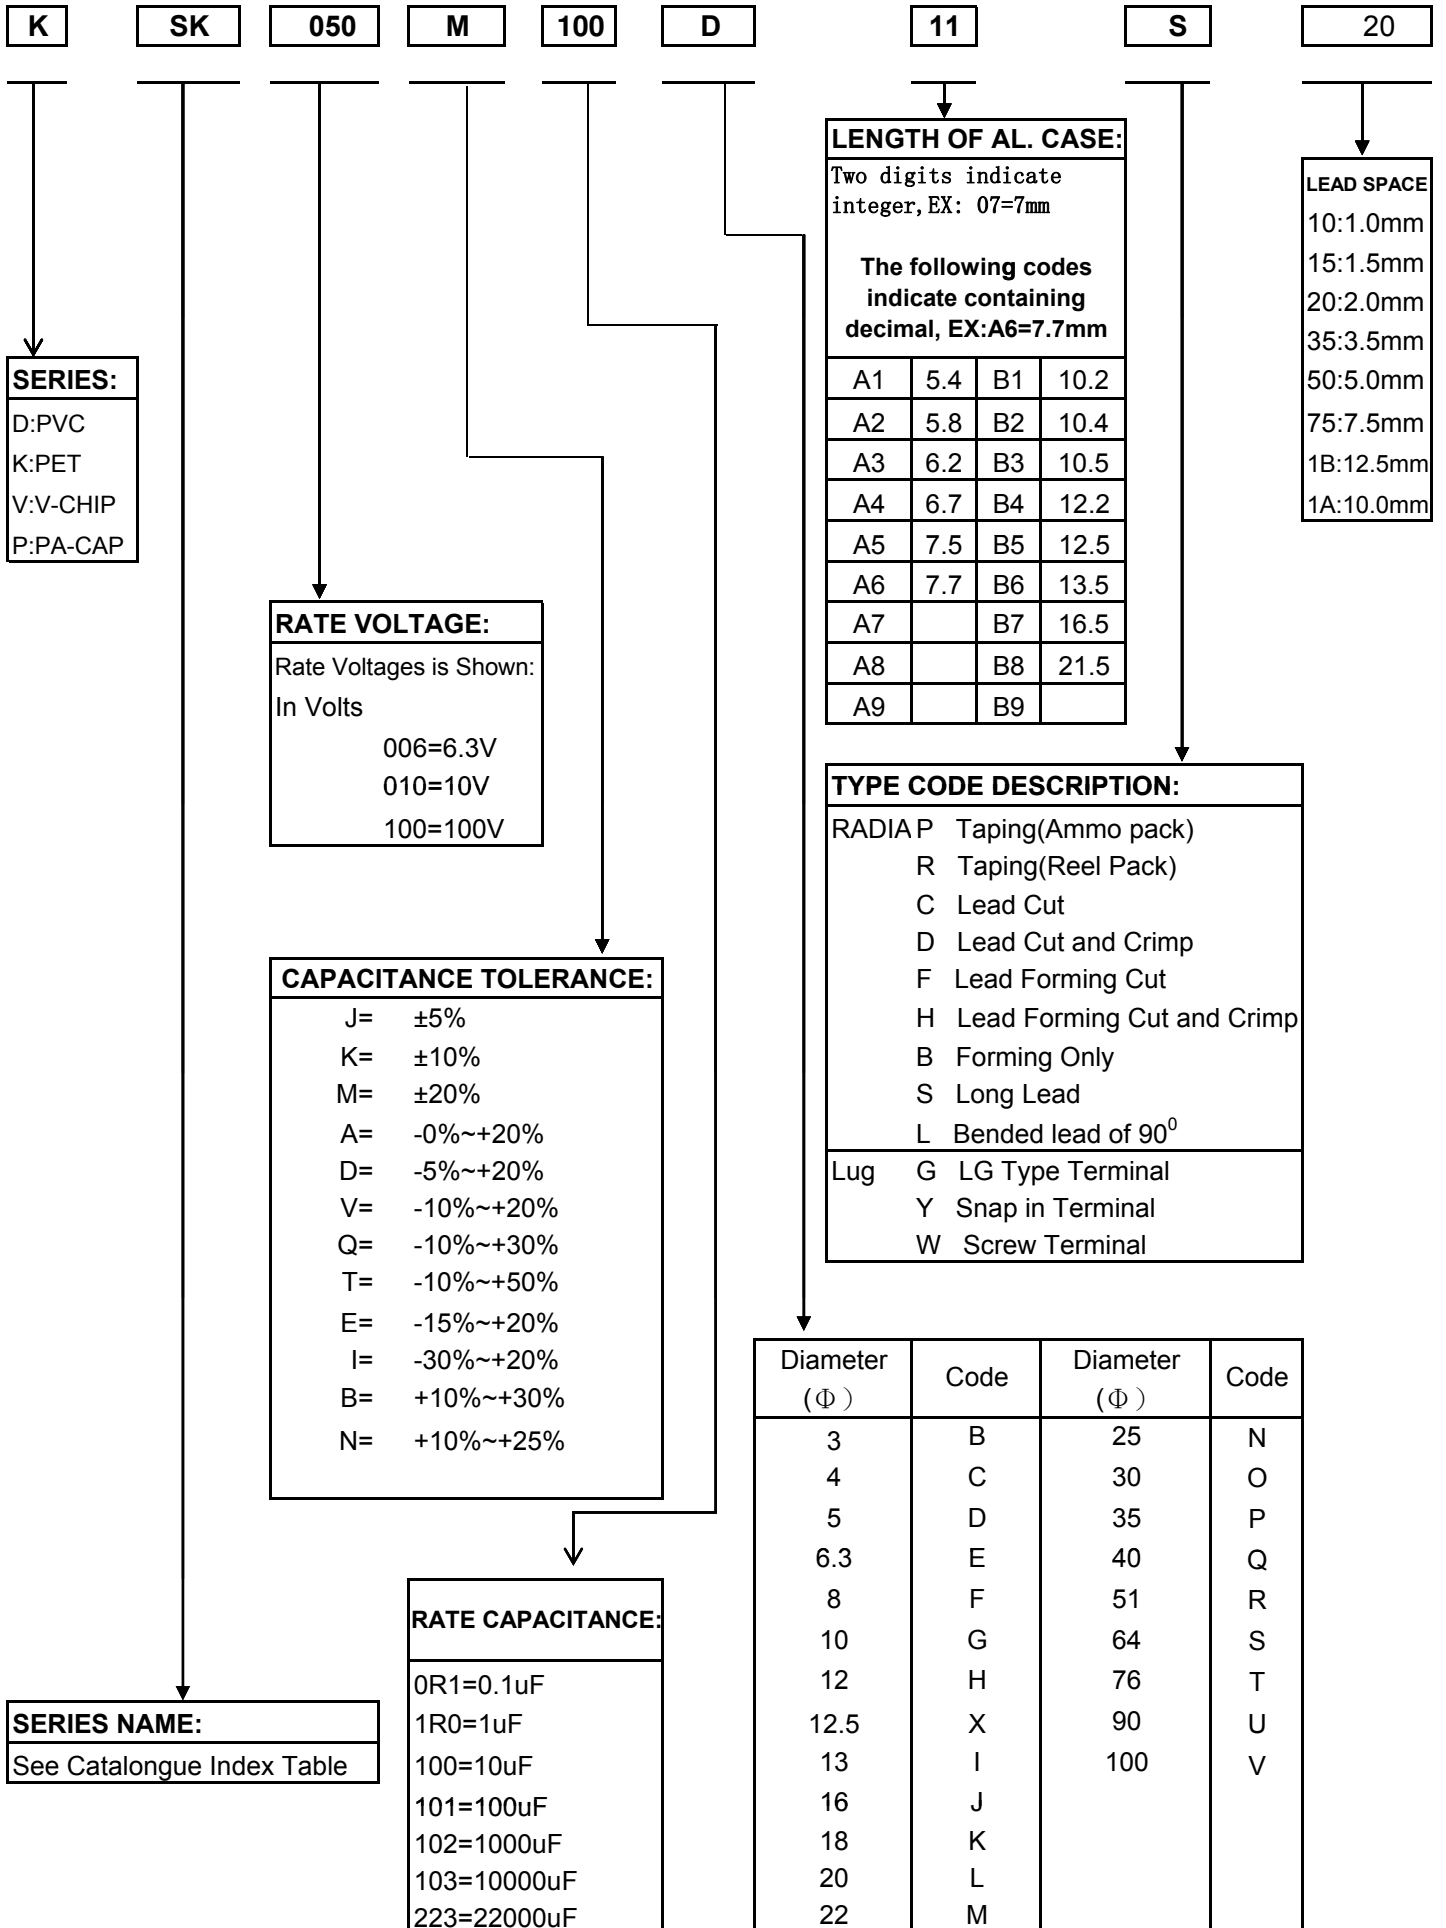 K SK 050 M 100 D 11 S 20
LENGTH OF AL. CASE:
Two digits indicate
integer,EX: 07=7mm
The following codes
indicate containing
decimal, EX:A6=7.7mm
A1 5.4 B1 10.2
A2 5.8 B2 10.4
A3 6.2 B3 10.5
A4 6.7 B4 12.2
A5 7.5 B5 12.5
A6 7.7 B6 13.5
A7 B7 16.5
A8 B8 21.5
A9 B9
LEAD SPACE
10:1.0mm
15:1.5mm
20:2.0mm
35:3.5mm
50:5.0mm
75:7.5mm
1B:12.5mm
1A:10.0mm
SERIES:
D:PVC
K:PET
V:V-CHIP
P:PA-CAP
RATE VOLTAGE:
Rate Voltages is Shown:
In Volts
006=6.3V
010=10V
100=100V
TYPE CODE DESCRIPTION:
RADIA P Taping(Ammo pack)
R Taping(Reel Pack)
C Lead Cut
D Lead Cut and Crimp
F Lead Forming Cut
H Lead Forming Cut and Crimp
B Forming Only
S Long Lead
L Bended lead of 90⁰
Lug G LG Type Terminal
Y Snap in Terminal
W Screw Terminal
CAPACITANCE TOLERANCE:
J= ±5%
K= ±10%
M= ±20%
A= -0%~+20%
D= -5%~+20%
V= -10%~+20%
Q= -10%~+30%
T= -10%~+50%
E= -15%~+20%
I= -30%~+20%
B= +10%~+30%
N= +10%~+25%
Diameter Code Diameter Code
(Φ） (Φ）
3 B 25 N
4 C 30 O
5 D 35 P
6.3 E 40 Q
8 F 51 R
10 G 64 S
12 H 76 T
12.5 X 90 U
13 I 100 V
16 J
18 K
20 L
22 M
RATE CAPACITANCE:
0R1=0.1uF
1R0=1uF
100=10uF
101=100uF
102=1000uF
103=10000uF
223=22000uF
SERIES NAME:
See Catalongue Index Table